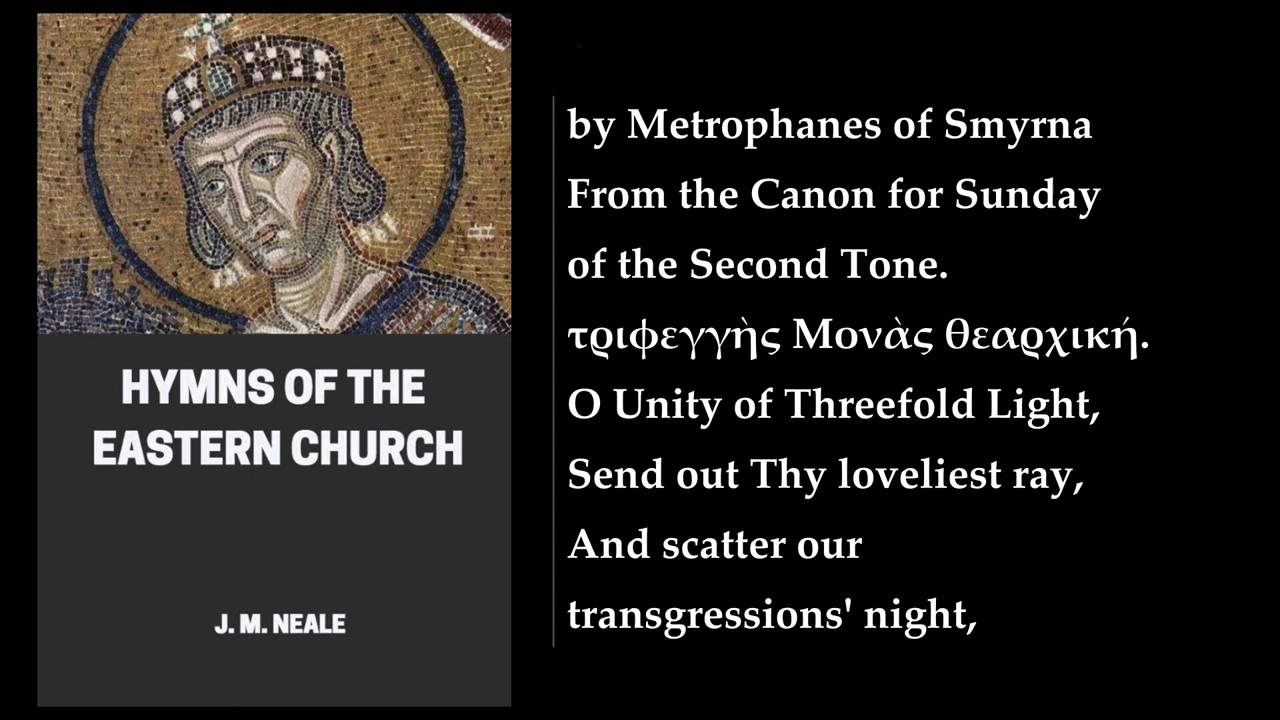 HYMNS OF THE
EASTERN CHURCH
J. M. NEALE
by Metrophanes of Smyrna
From the Canon for Sunday
of the Second Tone.
τριφεγγὴς Μονὰς θεαρχική.
O Unity of Threefold Light,
Send out Thy loveliest ray,
And scatter our
transgressions' night,